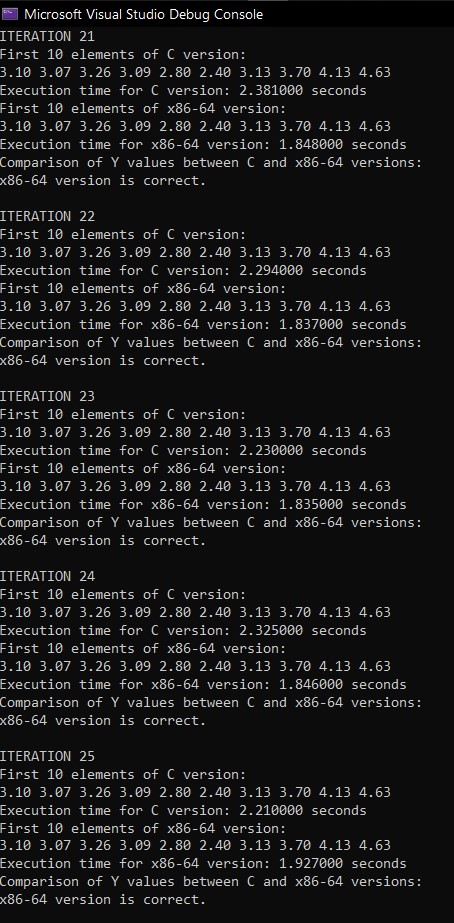 Microsoft Visual Studio Debug Console
ITERATION 21
First 10 elements of C version:
3.10 3.07 3.26 3.09 2.80 2.40 3.13 3.70 4.13 4.63
Execution time for C version: 2.381000 seconds
First 10 elements of x86-64 version:
3.10 3.07 3.26 3.09 2.80 2.40 3.13 3.70 4.13 4.63
Execution time for x86-64 version: 1.848000 seconds
Comparison of Y values between C and x86-64 versions:
x86-64 version is correct.
ITERATION 22
First 10 elements of C version:
3.10 3.07 3.26 3.09 2.80 2.40 3.13 3.70 4.13 4.63
Execution time for C version: 2.294000 seconds
First 10 elements of x86-64 version:
3.10 3.07 3.26 3.09 2.80 2.40 3.13 3.70 4.13 4.63
Execution time for x86-64 version: 1.837000 seconds
Comparison of Y values between C and x86-64 versions:
x86-64 version is correct.
ITERATION 23
First 10 elements of C version:
3.10 3.07 3.26 3.09 2.80 2.40 3.13 3.70 4.13 4.63
Execution time for C version: 2.230000 seconds
First 10 elements of x86-64 version:
3.10 3.07 3.26 3.09 2.80 2.40 3.13 3.70 4.13 4.63
Execution time for x86-64 version: 1.835000 seconds
Comparison of Y values between C and x86-64 versions:
x86-64 version is correct.
ITERATION 24
First 10 elements of C version:
3.10 3.07 3.26 3.09 2.80 2.40 3.13 3.70 4.13 4.63
Execution time for C version: 2.325000 seconds
First 10 elements of x86-64 version:
3.10 3.07 3.26 3.09 2.80 2.40 3.13 3.70 4.13 4.63
Execution time for x86-64 version: 1.846000 seconds
Comparison of Y values between C and x86-64 versions:
x86-64 version is correct.
ITERATION 25
First 10 elements of C version:
3.10 3.07 3.26 3.09 2.80 2.40 3.13 3.70 4.13 4.63
Execution time for C version: 2.210000 seconds
First 10 elements of x86-64 version:
3.10 3.07 3.26 3.09 2.80 2.40 3.13 3.70 4.13 4.63
Execution time for x86-64 version: 1.927000 seconds
Comparison of Y values between C and x86-64 versions:
x86-64 version is correct.